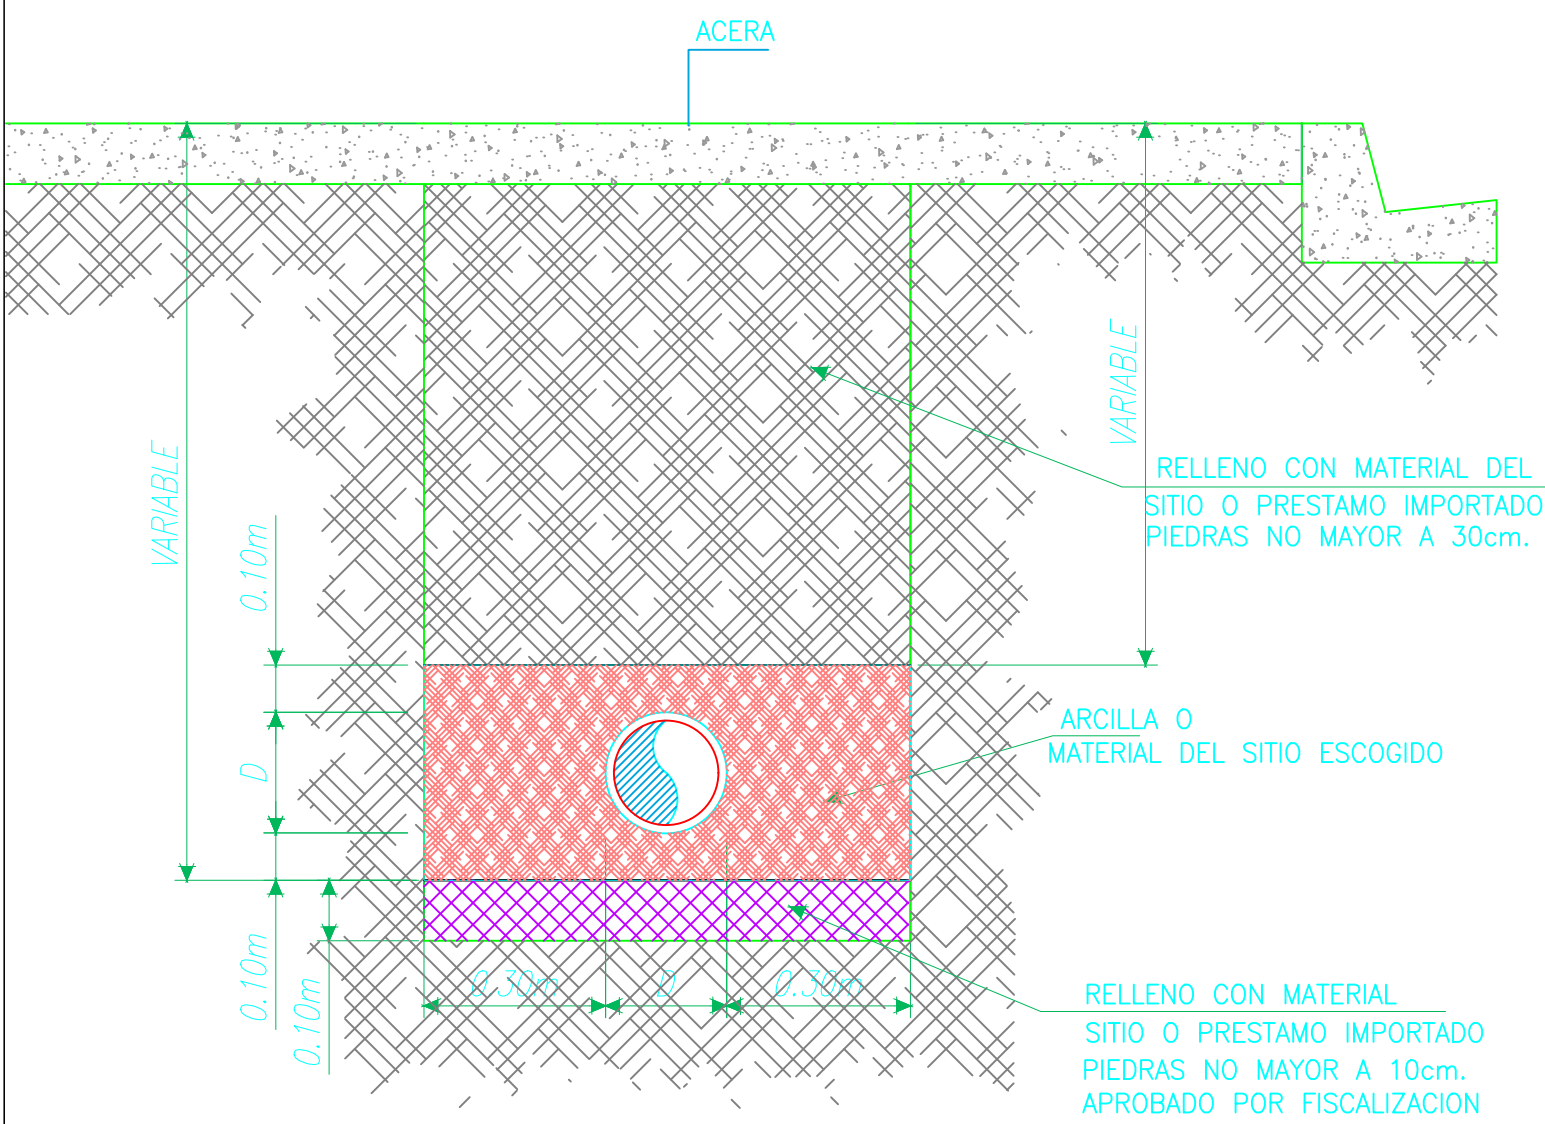 ACERA
VARIABLE
VARIABLE
RELLENO CON MATERIAL DEL
SITIO O PRESTAMO IMPORTADO
PIEDRAS NO MAYOR A 30cm.
0.10m
ARCILLA O
MATERIAL DEL SITIO ESCOGIDO
D
0.10m
0.10m
0.30m
D
0.30m
RELLENO CON MATERIAL
SITIO O PRESTAMO IMPORTADO
PIEDRAS NO MAYOR A 10cm.
APROBADO POR FISCALIZACION